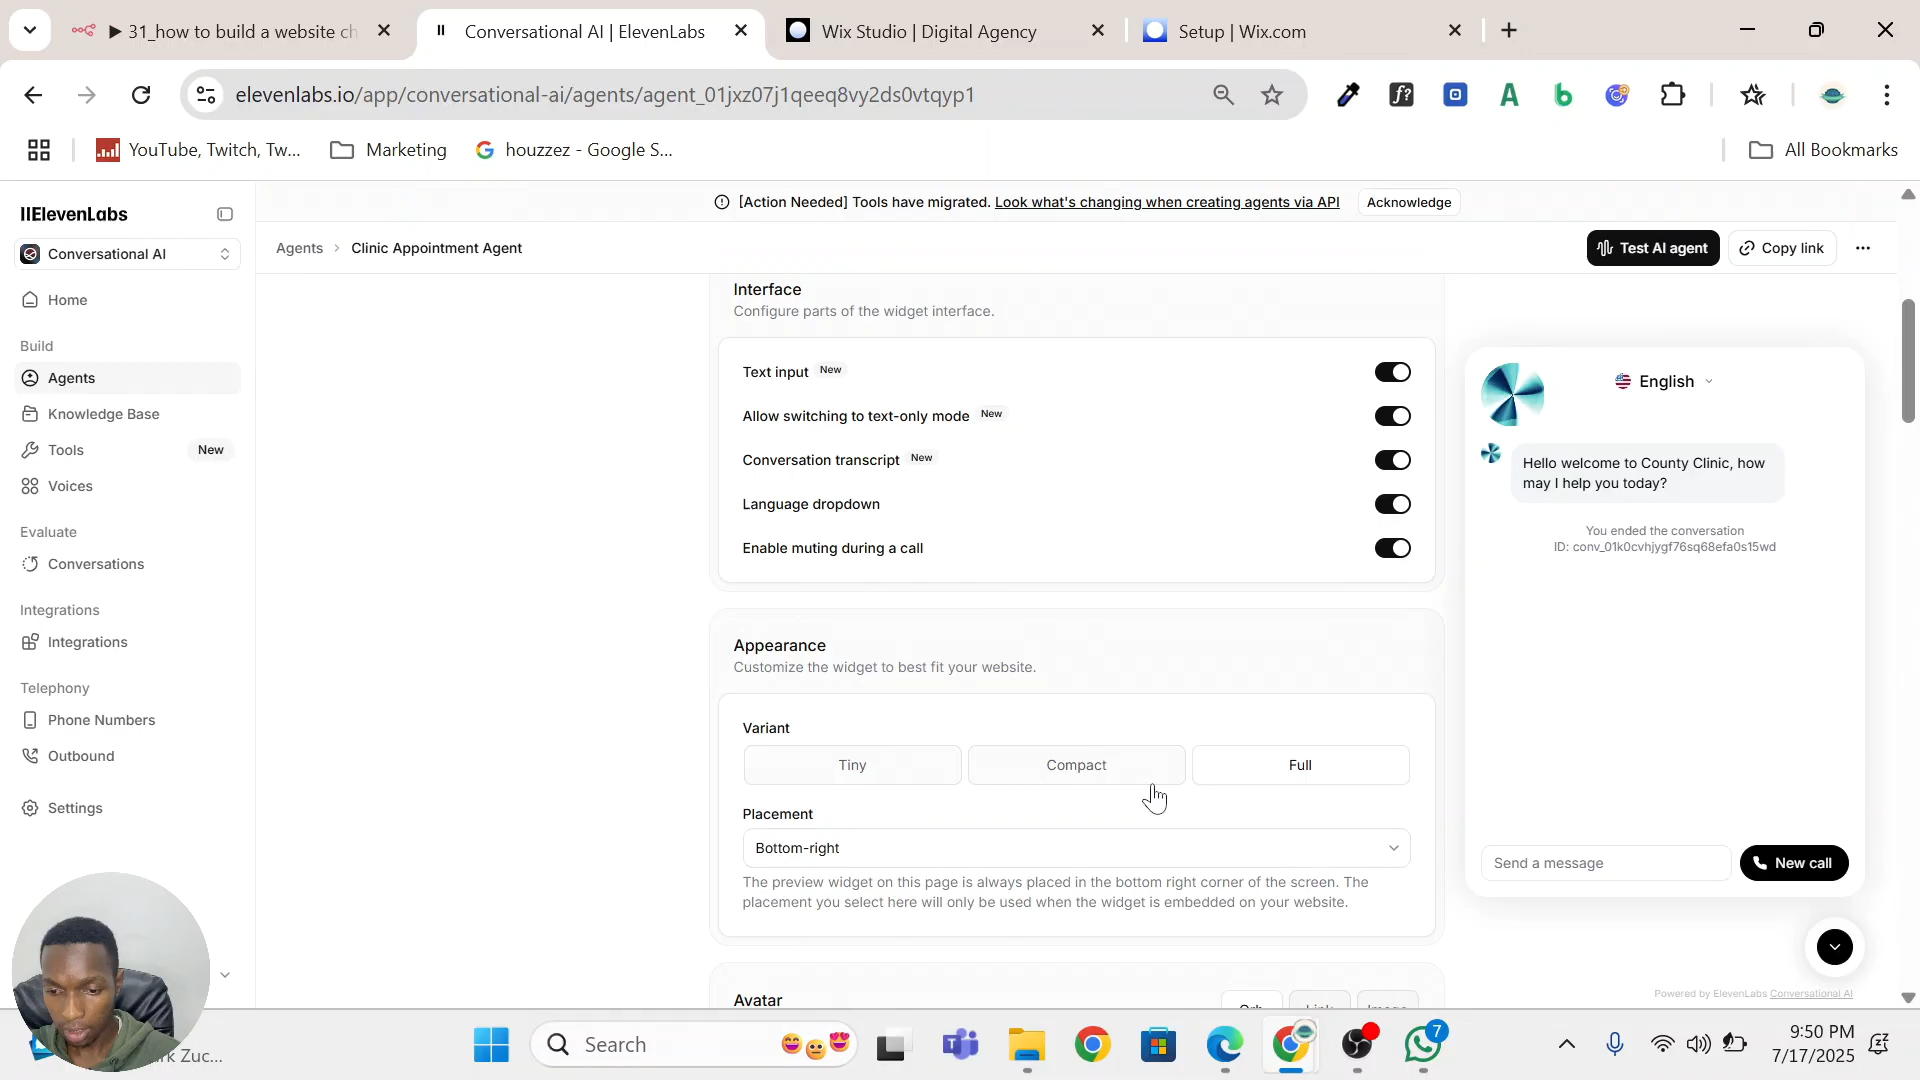 31_how to build a website ch
Conversational AI | ElevenLabs
Wix Studio | Digital Agency
Setup | Wix.com
elevenlabs.io/app/conversational-ai/agents/agent_01jxz07j1qeeq8vy2ds0vtqyp1
YouTube, Twitch, Tw...
Marketing
houzzez - Google S...
All Bookmarks
IIElevenLabs
[Action Needed] Tools have migrated. Look what's changing when creating agents via API
Acknowledge
Conversational AI
Agents > Clinic Appointment Agent
Test AI agent
Copy link
Home
Build
Agents
Knowledge Base
Tools New
Voices
Evaluate
Conversations
Integrations
Integrations
Telephony
Phone Numbers
Outbound
Settings
Interface
Configure parts of the widget interface.
Text input New
Allow switching to text-only mode New
Conversation transcript New
Language dropdown
Enable muting during a call
Appearance
Customize the widget to best fit your website.
Variant
Tiny
Compact
Full
Placement
Bottom-right
The preview widget on this page is always placed in the bottom right corner of the screen. The
placement you select here will only be used when the widget is embedded on your website.
Avatar
Orb
Link
Image
English
Hello welcome to County Clinic, how
may I help you today?
You ended the conversation
ID: conv_01k0cvhjygf76sq68efa0s15wd
Send a message
New call
Powered by ElevenLabs Conversational AI
rk Zuc...
Search
7
9:50 PM
7/17/2025